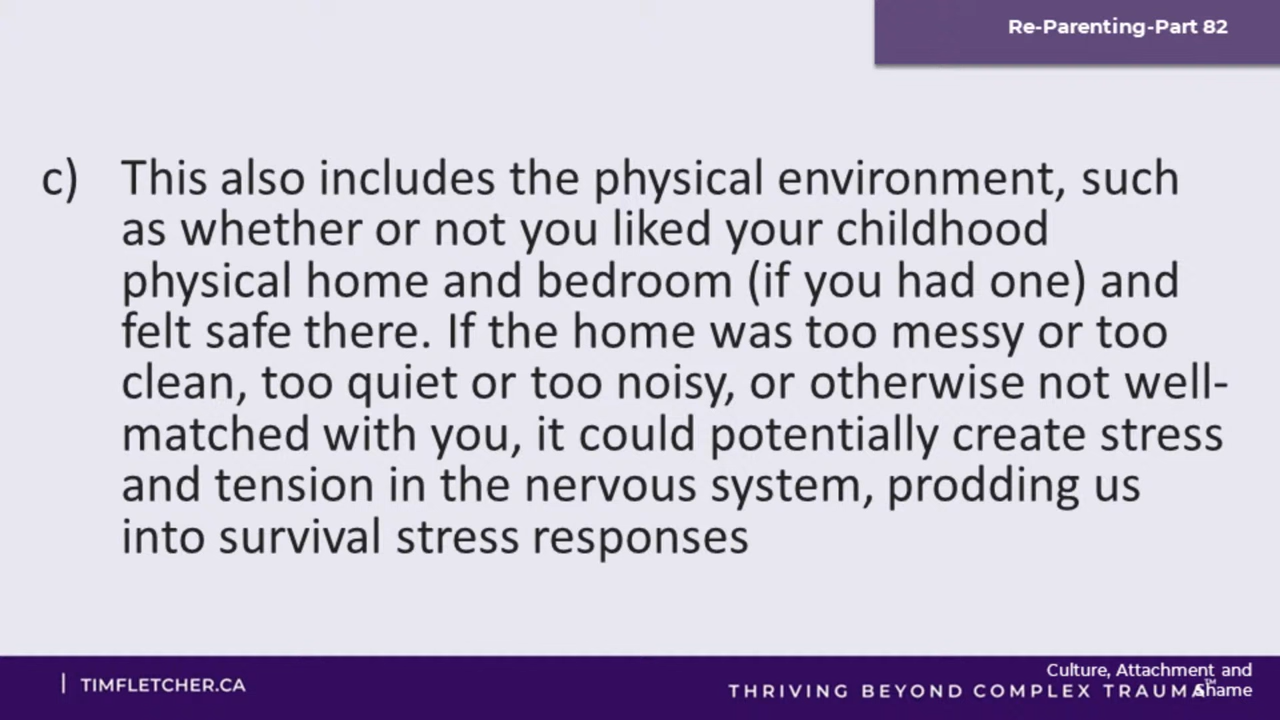 Re-Parenting-Part 82
c) This also includes the physical environment, such
as whether or not you liked your childhood
physical home and bedroom (if you had one) and
felt safe there. If the home was too messy or too
clean, too quiet or too noisy, or otherwise not well-
matched with you, it could potentially create stress
and tension in the nervous system, prodding us
into survival stress responses
| TIMFLETCHER.CA
Culture, Attachment and
Shame
THRIVING BEYOND COMPLEX TRAUMA™